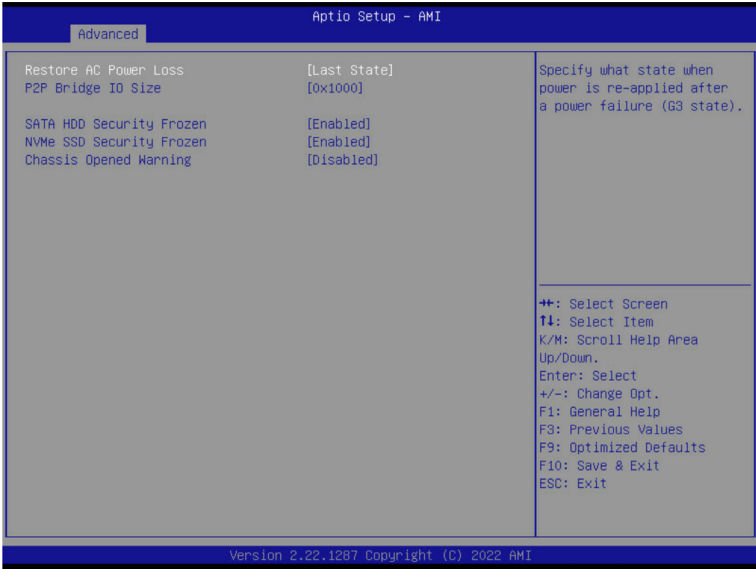 Aptio Setup – AMI
Advanced
Restore AC Power Loss [Last State]
P2P Bridge IO Size [0x1000]
SATA HDD Security Frozen [Enabled]
NVMe SSD Security Frozen [Enabled]
Chassis Opened Warning [Disabled]
Specify what state when
power is re-applied after
a power failure (G3 state).
→←: Select Screen
↑↓: Select Item
K/M: Scroll Help Area
Up/Down.
Enter: Select
+/-: Change Opt.
F1: General Help
F3: Previous Values
F9: Optimized Defaults
F10: Save & Exit
ESC: Exit
Version 2.22.1287 Copyright (C) 2022 AMI